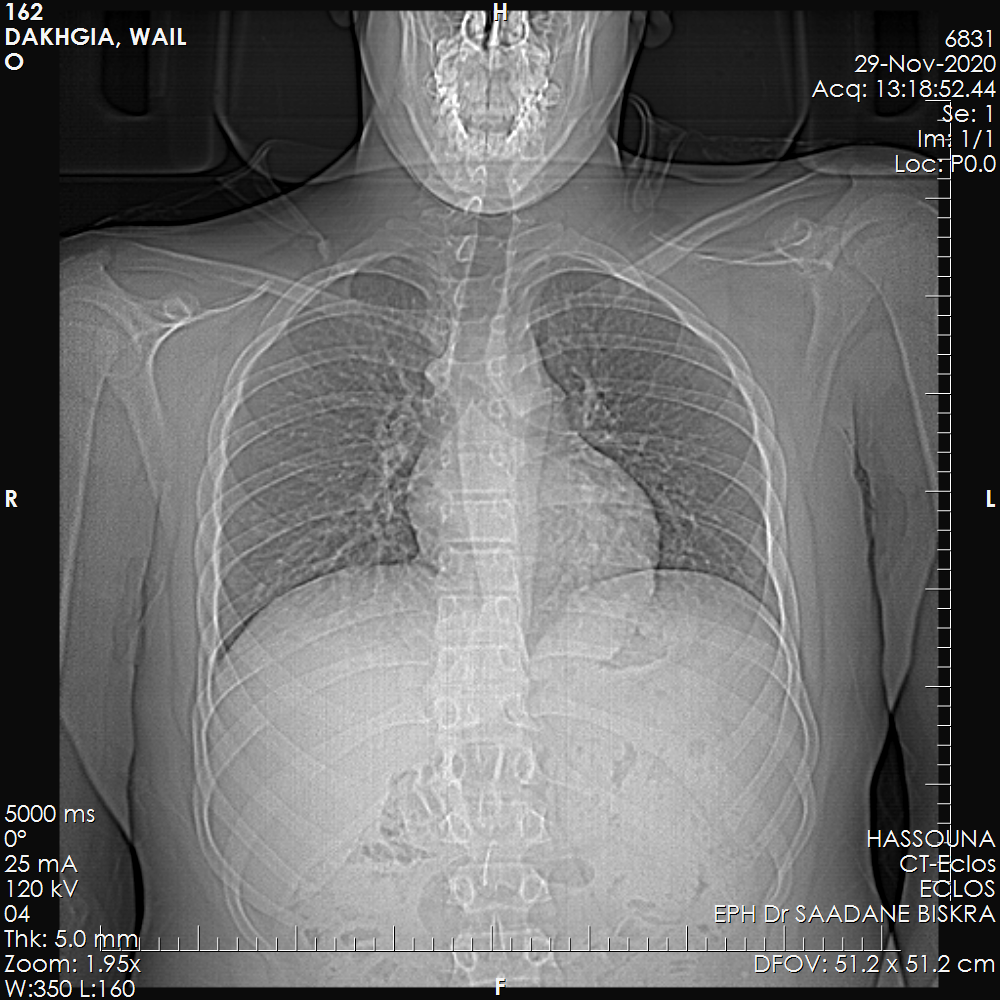 162
DAKHGIA, WAIL
O
H
6831
29-Nov-2020
Acq: 13:18:52.44
Se: 1
Im: 1/1
Loc: P0.0
R
L
5000 ms
0°
25 mA
120 kV
04
Thk: 5.0 mm
Zoom: 1.95x
W:350 L:160
F
HASSOUNA
CT-Eclos
ECLOS
EPH Dr SAADANE BISKRA
DFOV: 51.2 x 51.2 cm